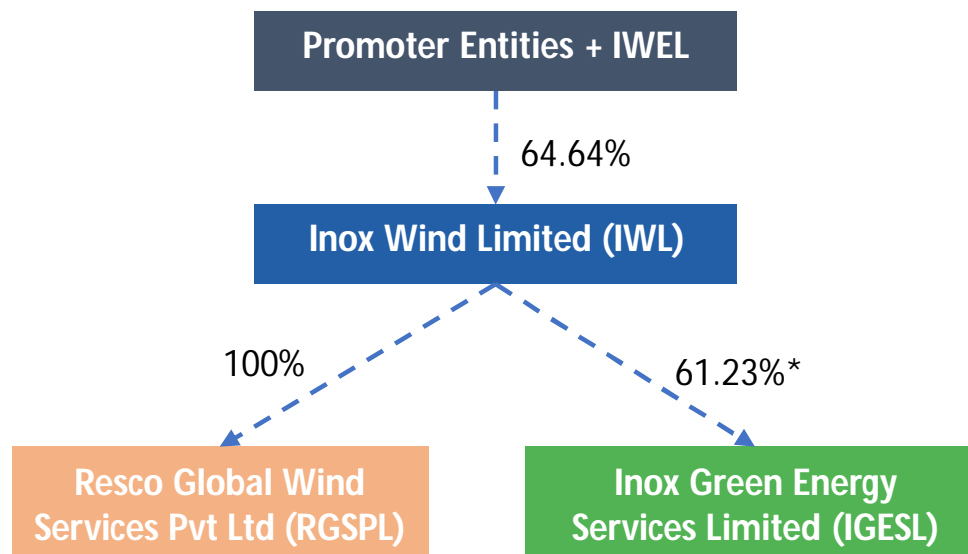 Promoter Entities + IWEL
64.64%
Inox Wind Limited (IWL)
100%
61.23%*
Resco Global Wind
Services Pvt Ltd (RGSPL)
Inox Green Energy
Services Limited (IGESL)